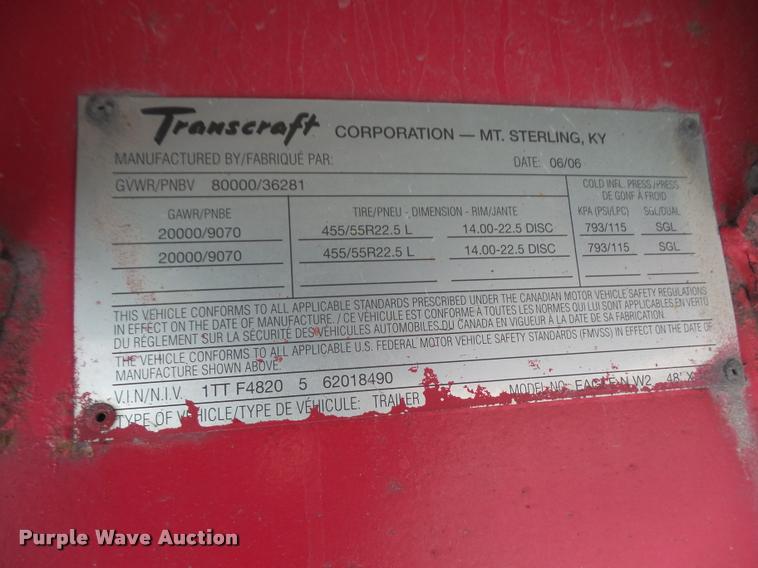 Transcraft CORPORATION — MT. STERLING, KY
MANUFACTURED BY/FABRIQUÉ PAR: DATE: 06/06
GVWR/PNBV 80000/36281 COLD INFL. PRESS./PRESS. DE GONF À FROID
GAWR/PNBE TIRE/PNEU - DIMENSION - RIM/JANTE KPA (PSI/LPC) SGL/DUAL
20000/9070 455/55R22.5 L 14.00-22.5 DISC 793/115 SGL
20000/9070 455/55R22.5 L 14.00-22.5 DISC 793/115 SGL
THIS VEHICLE CONFORMS TO ALL APPLICABLE STANDARDS PRESCRIBED UNDER THE CANADIAN MOTOR VEHICLE SAFETY REGULATIONS
IN EFFECT ON THE DATE OF MANUFACTURE. / CE VÉHICULE EST CONFORME À TOUTES LES NORMES QUI LUI SONT APPLICABLES EN VERTU
DU RÉGLEMENT SUR LA SÉCURITÉ DES VÉHICULES AUTOMOBILES DU CANADA EN VIGUEUR À LA DATE DE SA FABRICATION.
THE VEHICLE CONFORMS TO ALL APPLICABLE U.S. FEDERAL MOTOR VEHICLE SAFETY STANDARDS (FMVSS) IN EFFECT ON THE DATE OF
MANUFACTURE SHOWN ABOVE.
V.I.N/N.I.V. 1TT F4820 5 62018490 MODEL NO. EAGLE N W2 48' X
TYPE OF VEHICLE/TYPE DE VÉHICULE: TRAILER
Purple Wave Auction